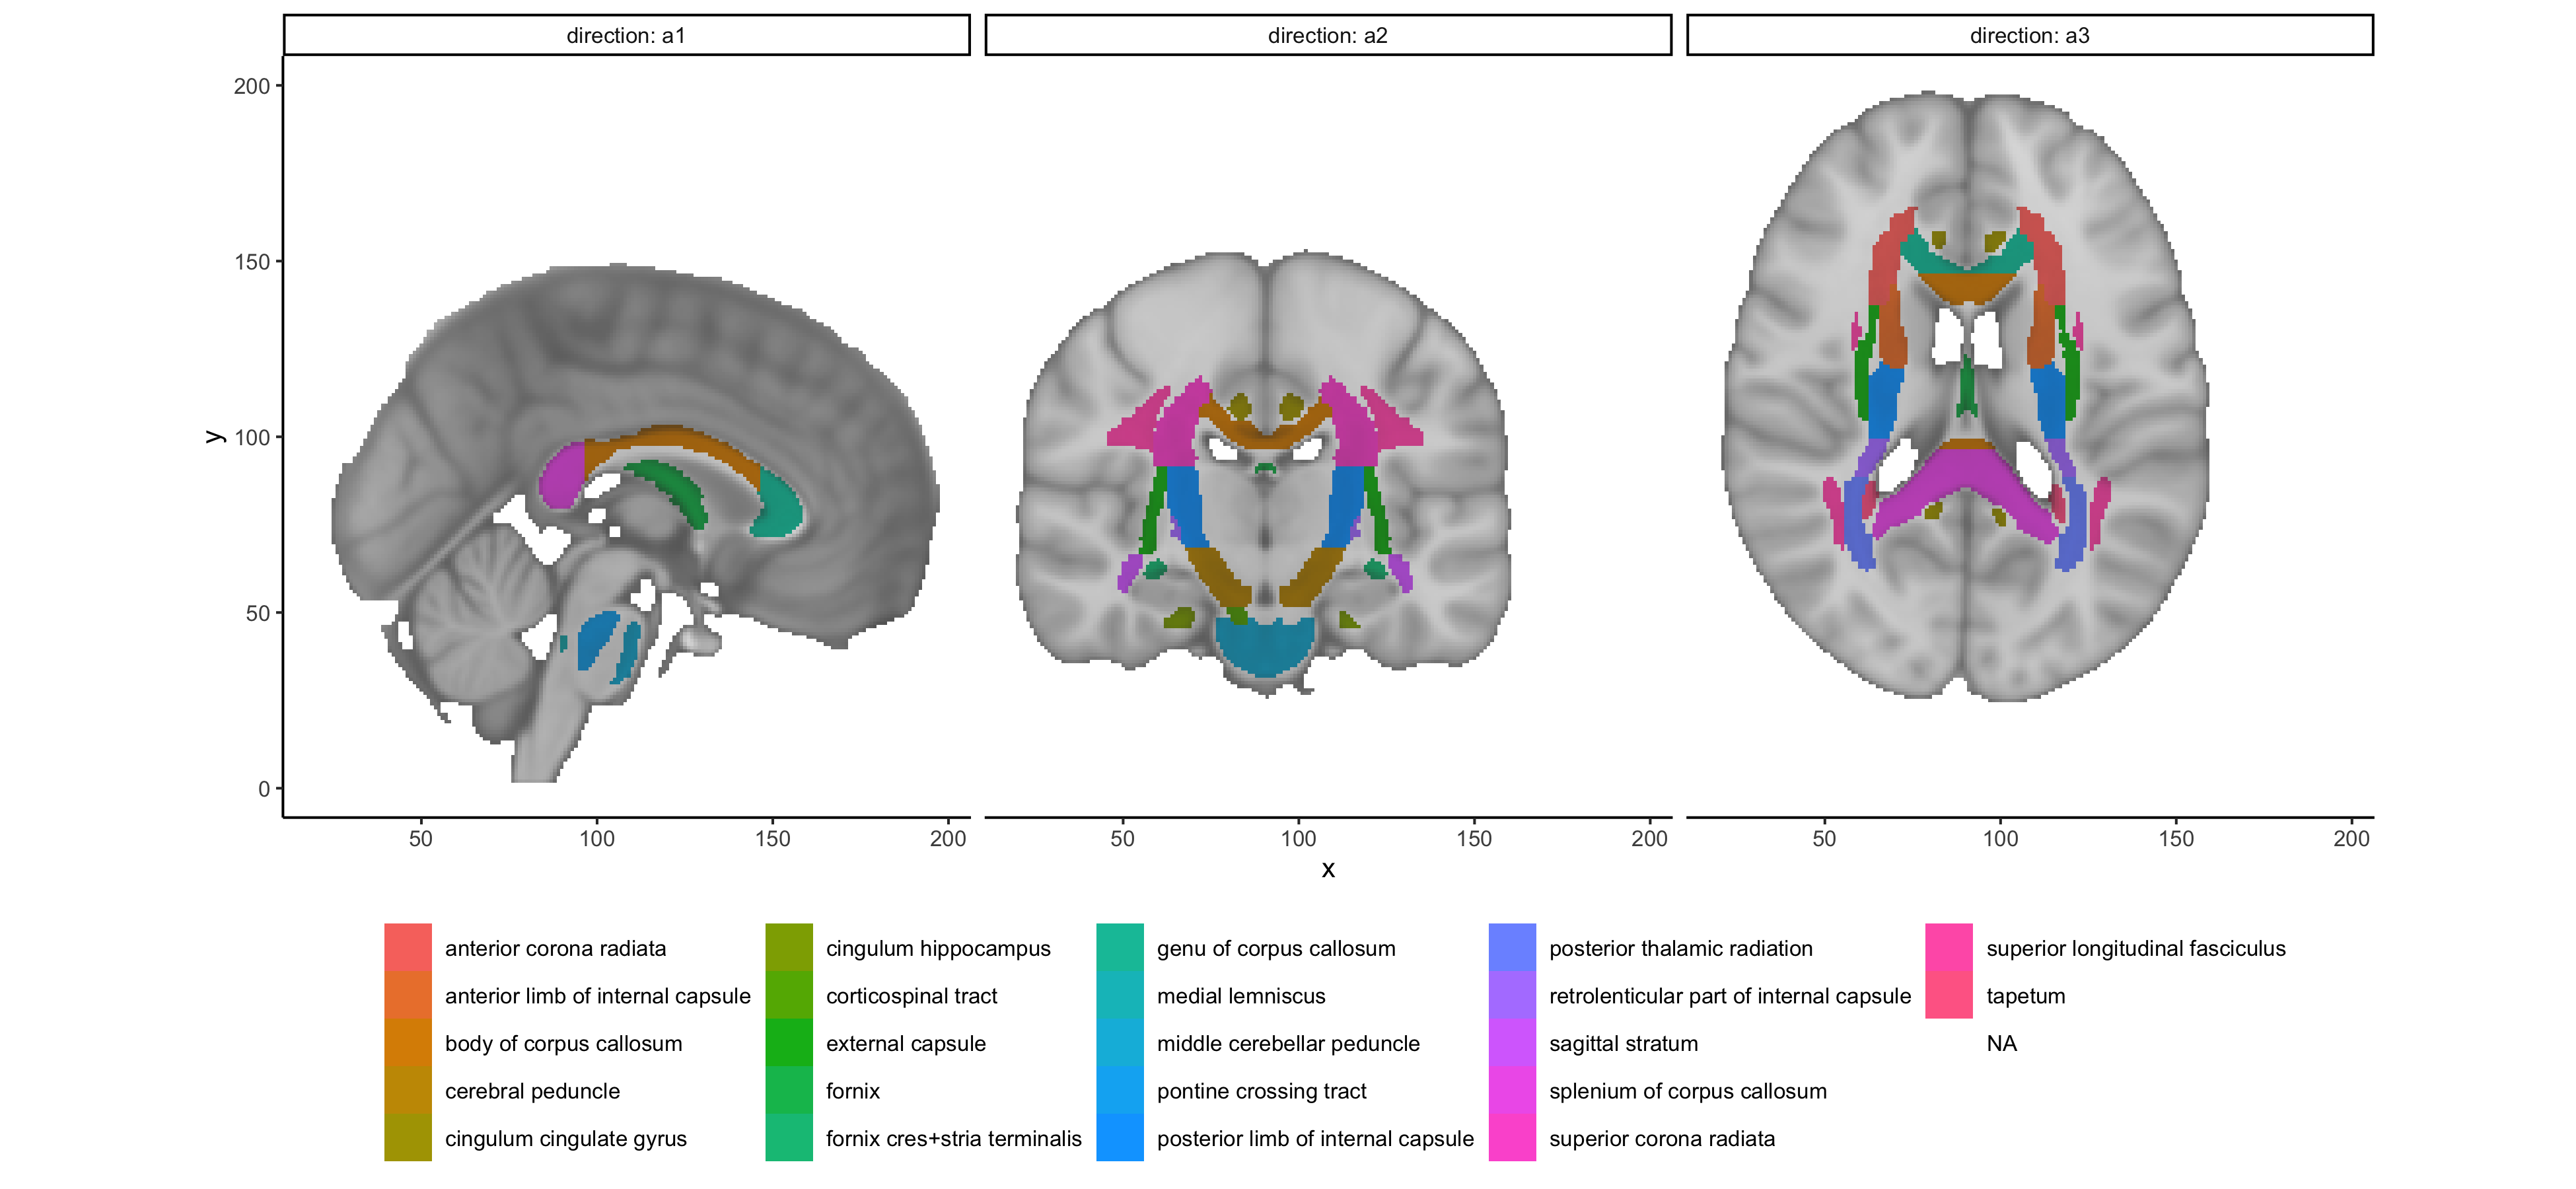 direction: a1
direction: a2
direction: a3
200
150
100
50
0
y
50 100 150 200
50 100 150 200
50 100 150 200
x
anterior corona radiata
anterior limb of internal capsule
body of corpus callosum
cerebral peduncle
cingulum cingulate gyrus
cingulum hippocampus
corticospinal tract
external capsule
fornix
fornix cres+stria terminalis
genu of corpus callosum
medial lemniscus
middle cerebellar peduncle
pontine crossing tract
posterior limb of internal capsule
posterior thalamic radiation
retrolenticular part of internal capsule
sagittal stratum
splenium of corpus callosum
superior corona radiata
superior longitudinal fasciculus
tapetum
NA